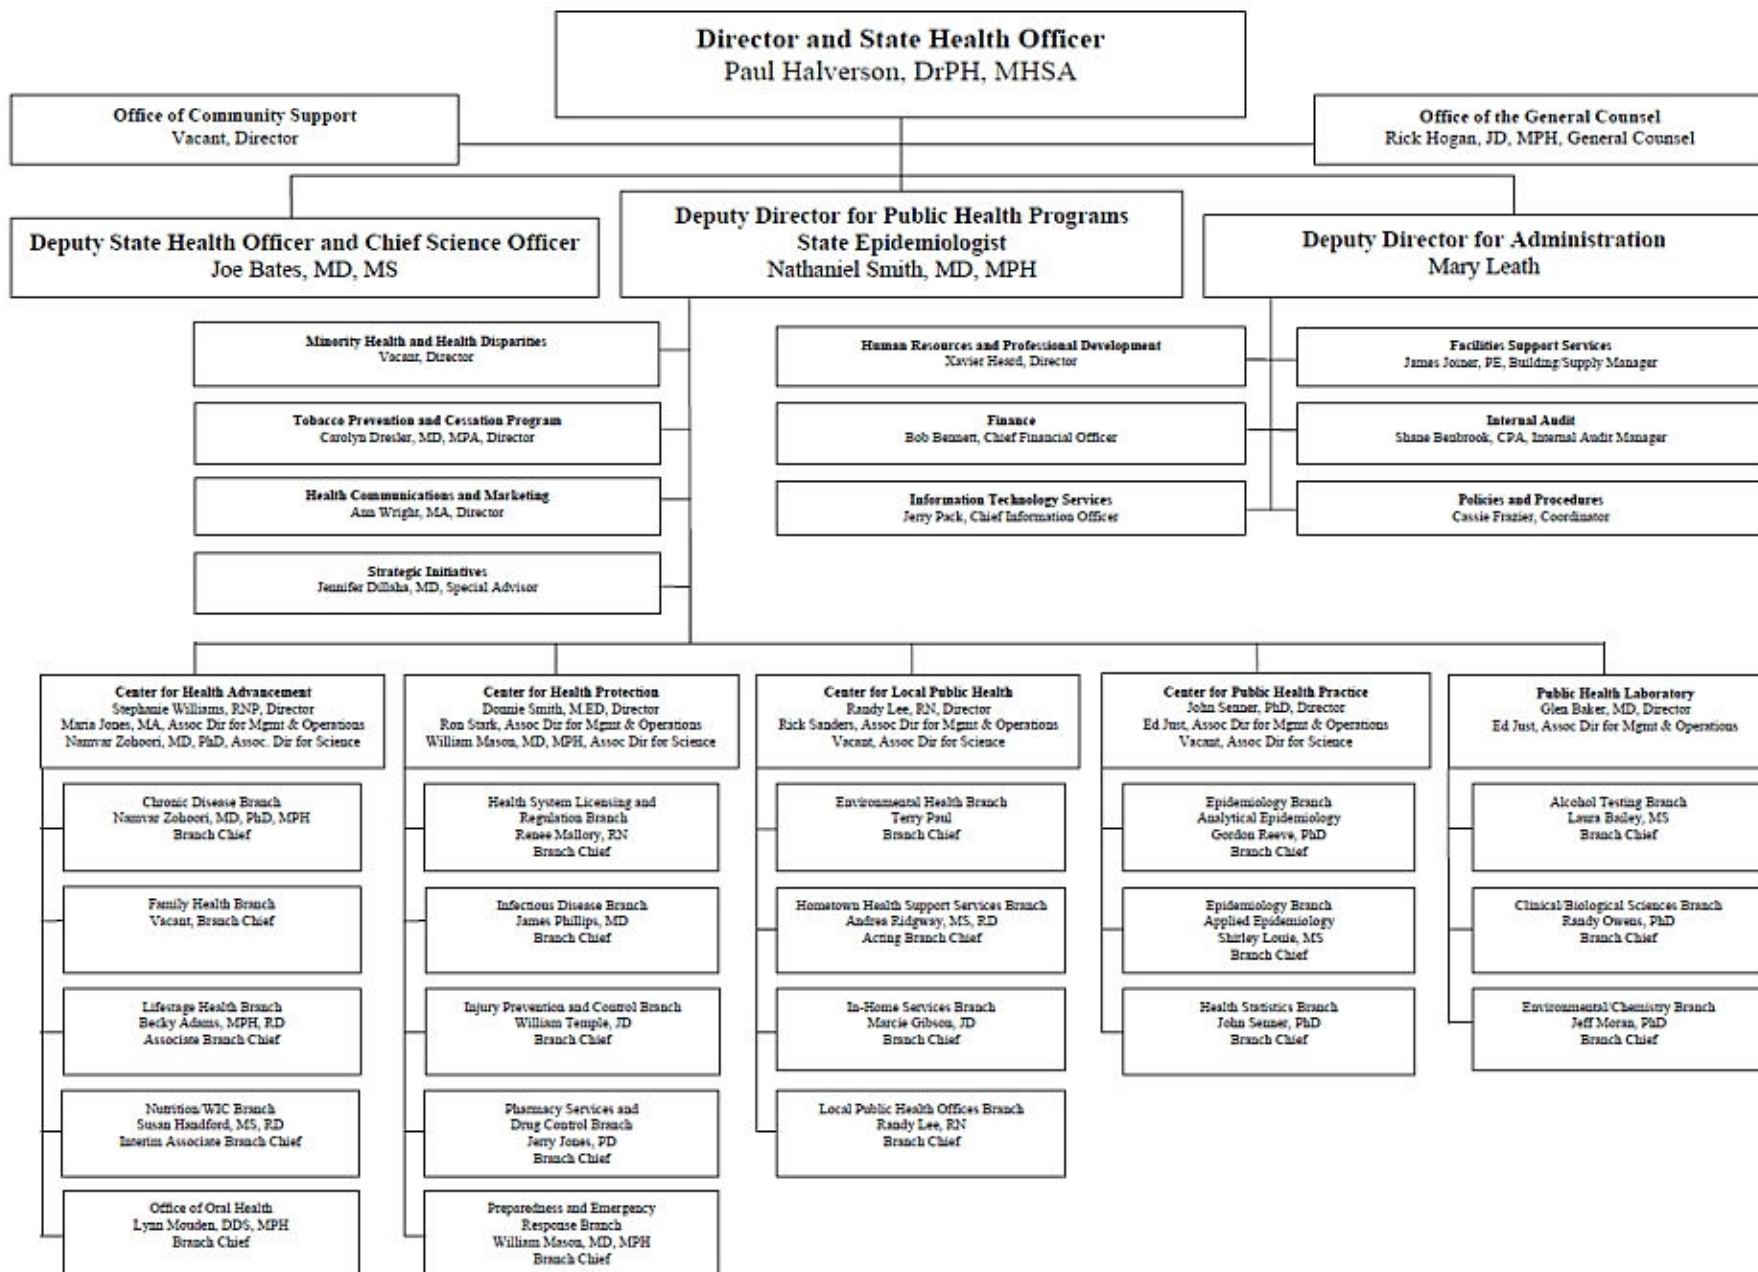 Director and State Health Officer
Paul Halverson, DrPH, MHSA
Office of Community Support
Vacant, Director
Office of the General Counsel
Rick Hogan, JD, MPH, General Counsel
Deputy State Health Officer and Chief Science Officer
Joe Bates, MD, MS
Deputy Director for Public Health Programs
State Epidemiologist
Nathaniel Smith, MD, MPH
Deputy Director for Administration
Mary Leath
Minority Health and Health Disparities
Vacant, Director
Tobacco Prevention and Cessation Program
Carolyn Dresler, MD, MPA, Director
Health Communications and Marketing
Ann Wright, MA, Director
Strategic Initiatives
Jennifer Dillaha, MD, Special Advisor
Human Resources and Professional Development
Xavier Heard, Director
Finance
Bob Bennett, Chief Financial Officer
Information Technology Services
Jerry Pack, Chief Information Officer
Facilities Support Services
James Joiner, PE, Building/Supply Manager
Internal Audit
Shane Benbrook, CPA, Internal Audit Manager
Policies and Procedures
Cassie Frazier, Coordinator
Center for Health Advancement
Stephanie Williams, RNP, Director
Maria Jones, MA, Assoc Dir for Mgmt & Operations
Namvar Zohoori, MD, PhD, Assoc. Dir for Science
Chronic Disease Branch
Namvar Zohoori, MD, PhD, MPH
Branch Chief
Family Health Branch
Vacant, Branch Chief
Lifestage Health Branch
Becky Adams, MPH, RD
Associate Branch Chief
Nutrition/WIC Branch
Susan Handford, MS, RD
Interim Associate Branch Chief
Office of Oral Health
Lynn Mouden, DDS, MPH
Branch Chief
Center for Health Protection
Donnie Smith, M.ED, Director
Ron Stark, Assoc Dir for Mgmt & Operations
William Mason, MD, MPH, Assoc Dir for Science
Health System Licensing and
Regulation Branch
Renee Mallory, RN
Branch Chief
Infectious Disease Branch
James Phillips, MD
Branch Chief
Injury Prevention and Control Branch
William Temple, JD
Branch Chief
Pharmacy Services and
Drug Control Branch
Jerry Jones, PD
Branch Chief
Preparedness and Emergency
Response Branch
William Mason, MD, MPH
Branch Chief
Center for Local Public Health
Randy Lee, RN, Director
Rick Sanders, Assoc Dir for Mgmt & Operations
Vacant, Assoc Dir for Science
Environmental Health Branch
Terry Paul
Branch Chief
Hometown Health Support Services Branch
Andrea Ridgway, MS, RD
Acting Branch Chief
In-Home Services Branch
Marcie Gibson, JD
Branch Chief
Local Public Health Offices Branch
Randy Lee, RN
Branch Chief
Center for Public Health Practice
John Senner, PhD, Director
Ed Just, Assoc Dir for Mgmt & Operations
Vacant, Assoc Dir for Science
Epidemiology Branch
Analytical Epidemiology
Gordon Reeve, PhD
Branch Chief
Epidemiology Branch
Applied Epidemiology
Shirley Louie, MS
Branch Chief
Health Statistics Branch
John Senner, PhD
Branch Chief
Public Health Laboratory
Glen Baker, MD, Director
Ed Just, Assoc Dir for Mgmt & Operations
Alcohol Testing Branch
Laura Bailey, MS
Branch Chief
Clinical/Biological Sciences Branch
Randy Owens, PhD
Branch Chief
Environmental/Chemistry Branch
Jeff Moran, PhD
Branch Chief